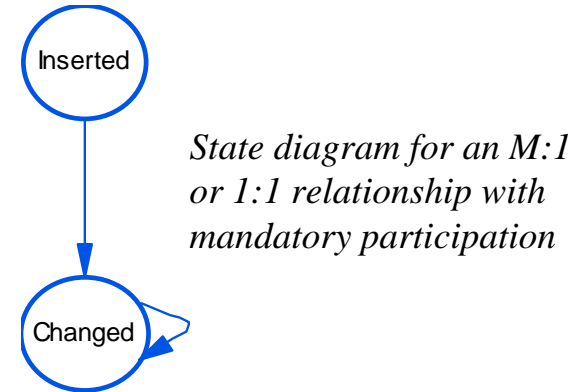 Inserted
State diagram for an M:1
or 1:1 relationship with
mandatory participation
Changed